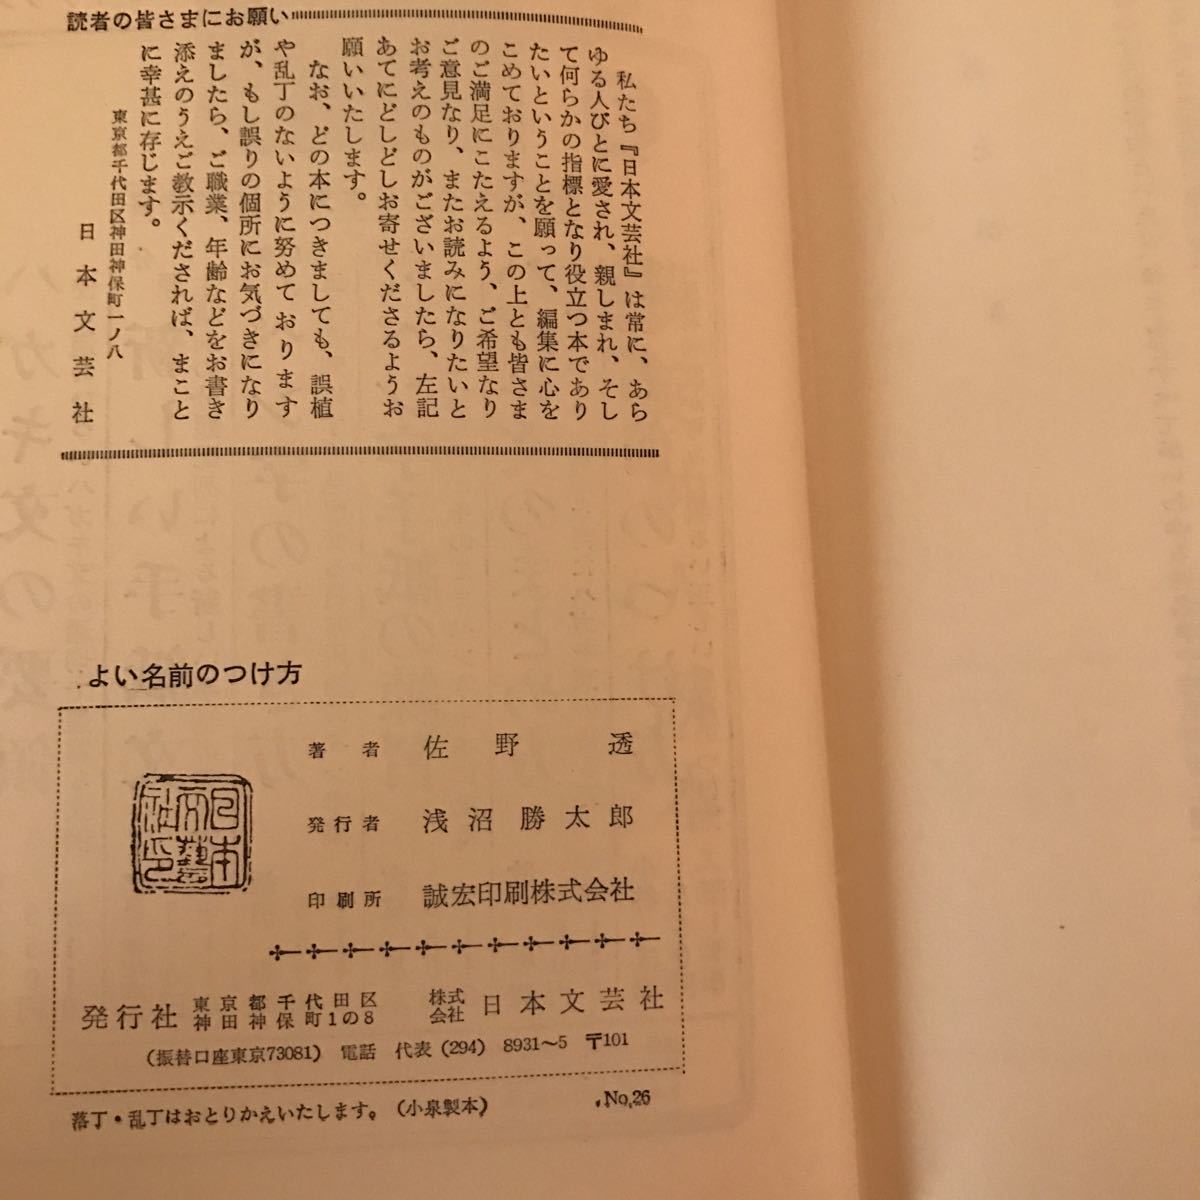 読者の皆さまにお願い
私たち『日本文芸社』は常に、あら
ゆる人びとに愛され、親しまれ、そし
て何らかの指標となり役立つ本であり
たいということを願って、編集に心を
こめておりますが、この上とも皆さま
のご満足にこたえるよう、ご希望なり
ご意見なり、またお読みになりたいと
お考えのものがございましたら、左記
あてにどしどしお寄せくださるようお
願いいたします。
なお、どの本につきましても、誤植
や乱丁のないように努めております
が、もし誤りの個所にお気づきになり
ましたら、ご職業、年齢などをお書き
添えのうえご教示くだされば、まこと
に幸甚に存じます。
東京都千代田区神田神保町一ノ八
日本文芸社
よい名前のつけ方
著者 佐野透
発行者 浅沼勝太郎
印刷所 誠宏印刷株式会社
日本文藝社印
発行社 東京都千代田区神田神保町1の8 株式会社 日本文芸社
(振替口座東京73081) 電話 代表(294) 8931〜5 〒101
落丁・乱丁はおとりかえいたします。(小泉製本) No.26